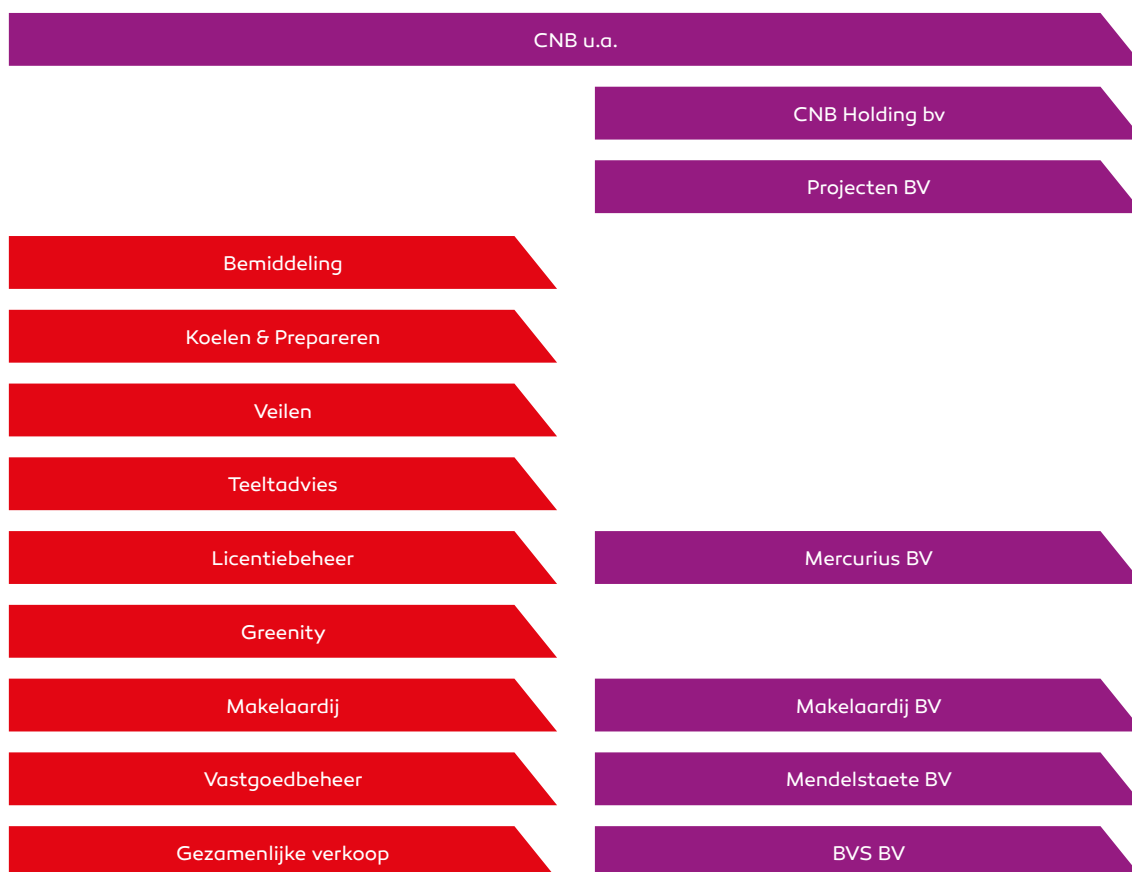 CNB u.a.
CNB Holding bv
Projecten BV
Bemiddeling
Koelen & Prepareren
Veilen
Teeltadvies
Licentiebeheer
Mercurius BV
Greenity
Makelaardij
Makelaardij BV
Vastgoedbeheer
Mendelstaete BV
Gezamenlijke verkoop
BVS BV